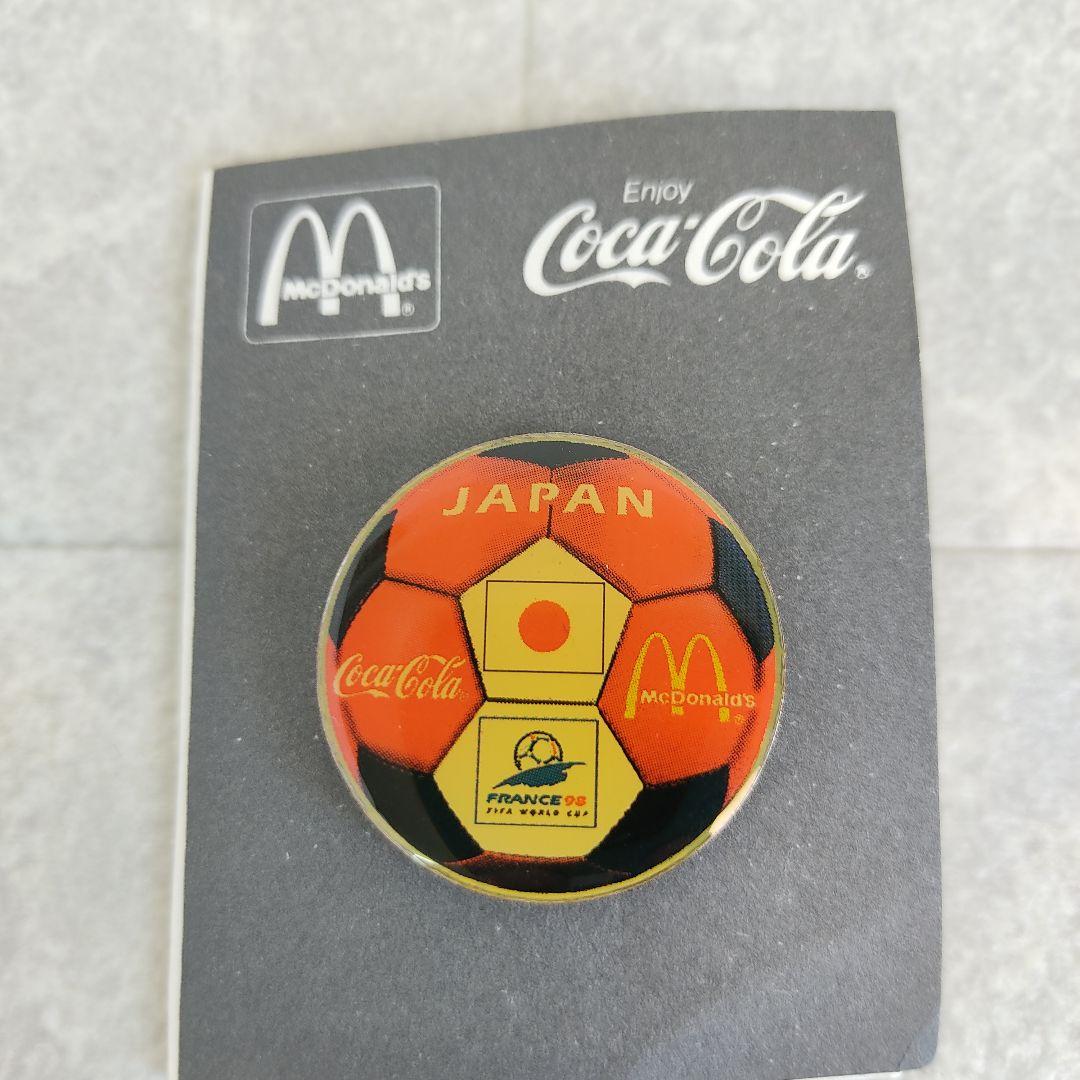 McDonald's®
Enjoy
Coca-Cola®
JAPAN
Coca-Cola®
McDonald's®
FRANCE 98
FIFA WORLD CUP